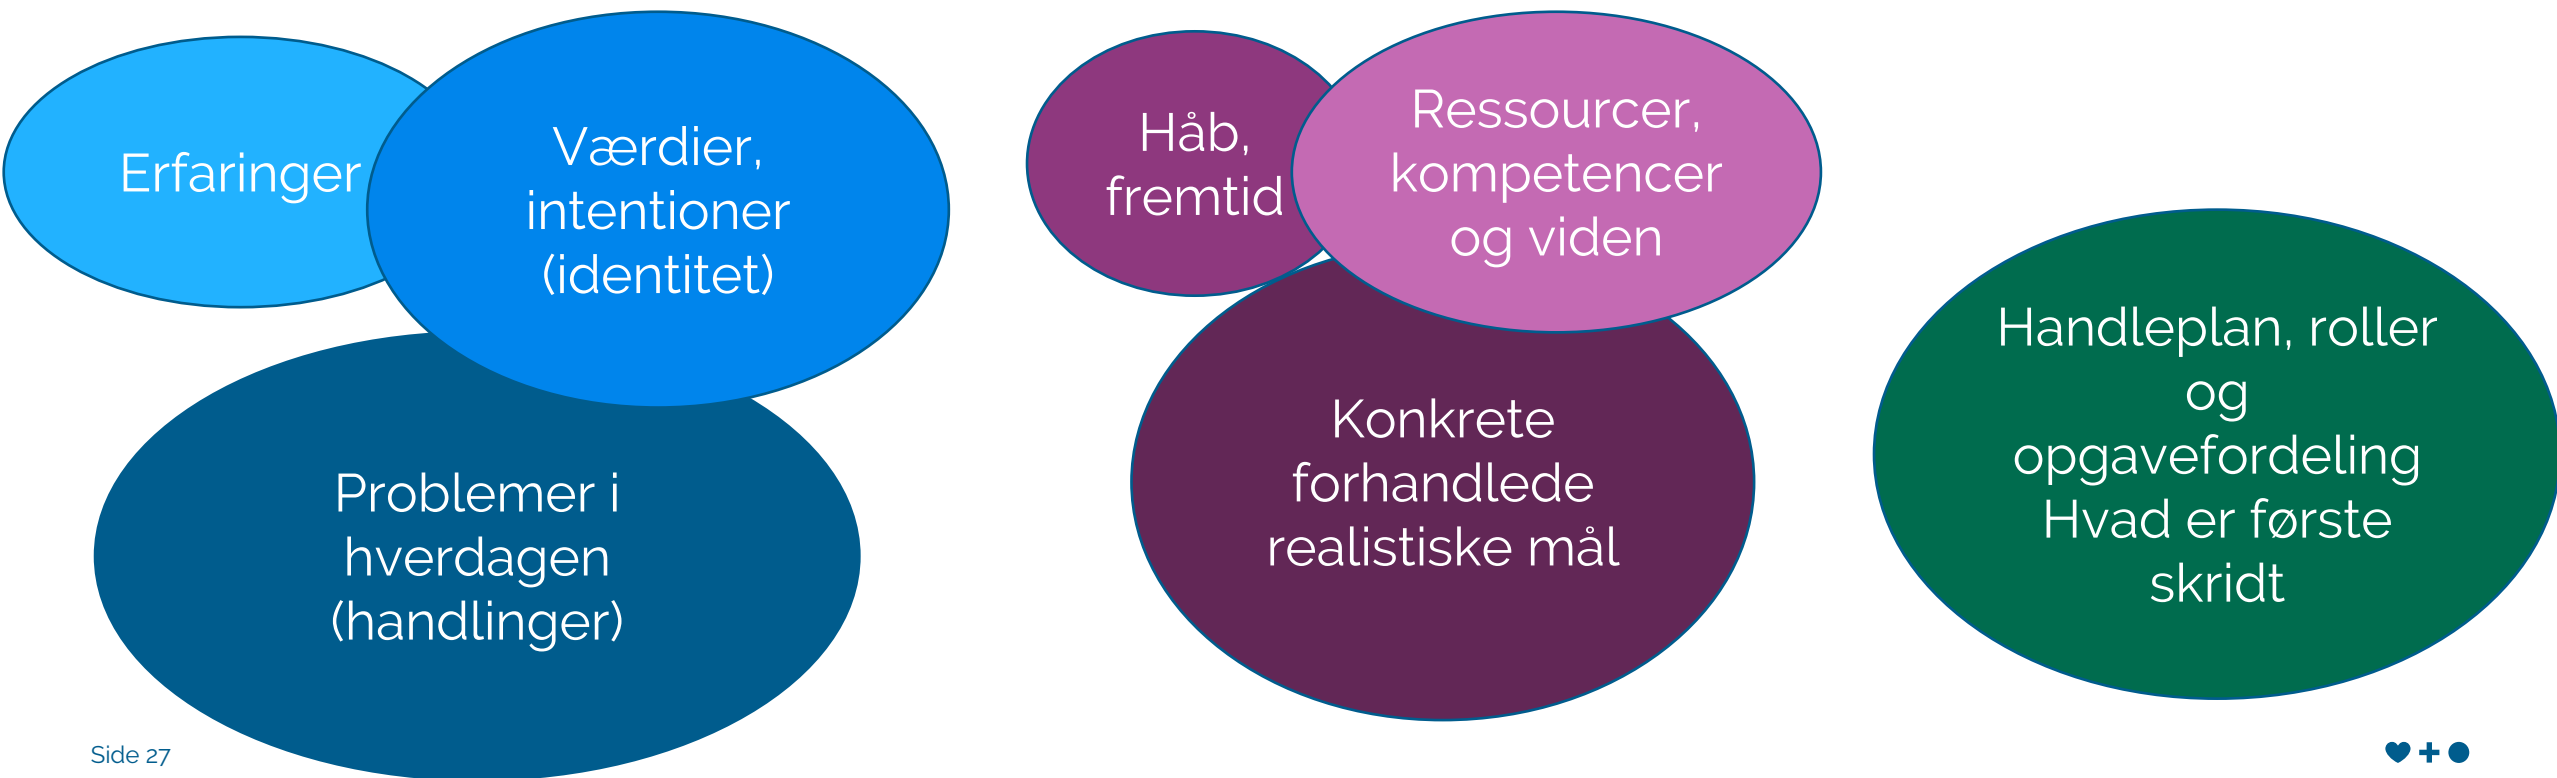 Erfaringer
Værdier,
intentioner
(identitet)
Problemer i
hverdagen
(handlinger)
Håb,
fremtid
Ressourcer,
kompetencer
og viden
Konkrete
forhandlede
realistiske mål
Handleplan, roller
og
opgavefordeling
Hvad er første
skridt
Side 27